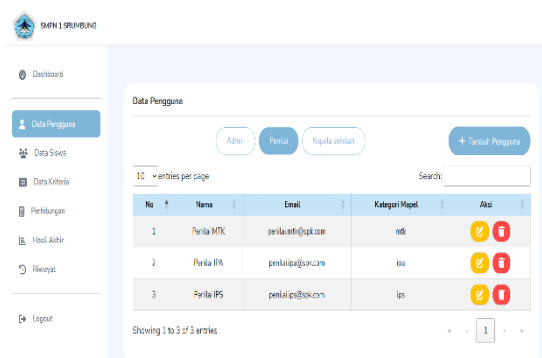 SMPN 1 SRUMBUNG
Dashboard
Data Pengguna
Data Siswa
Data Kriteria
Perhitungan
Hasil Akhir
Riwayat
Logout
Data Pengguna
Admin Penilai Kepala sekolah + Tambah Pengguna
10 entries per page Search:
No Nama Email Kategori Mapel Aksi
1 Penilai MTK penilaimtk@spk.com mtk
2 Penilai IPA penilaiipa@spk.com ipa
3 Penilai IPS penilaiips@spk.com ips
Showing 1 to 3 of 3 entries « ‹ 1 › »